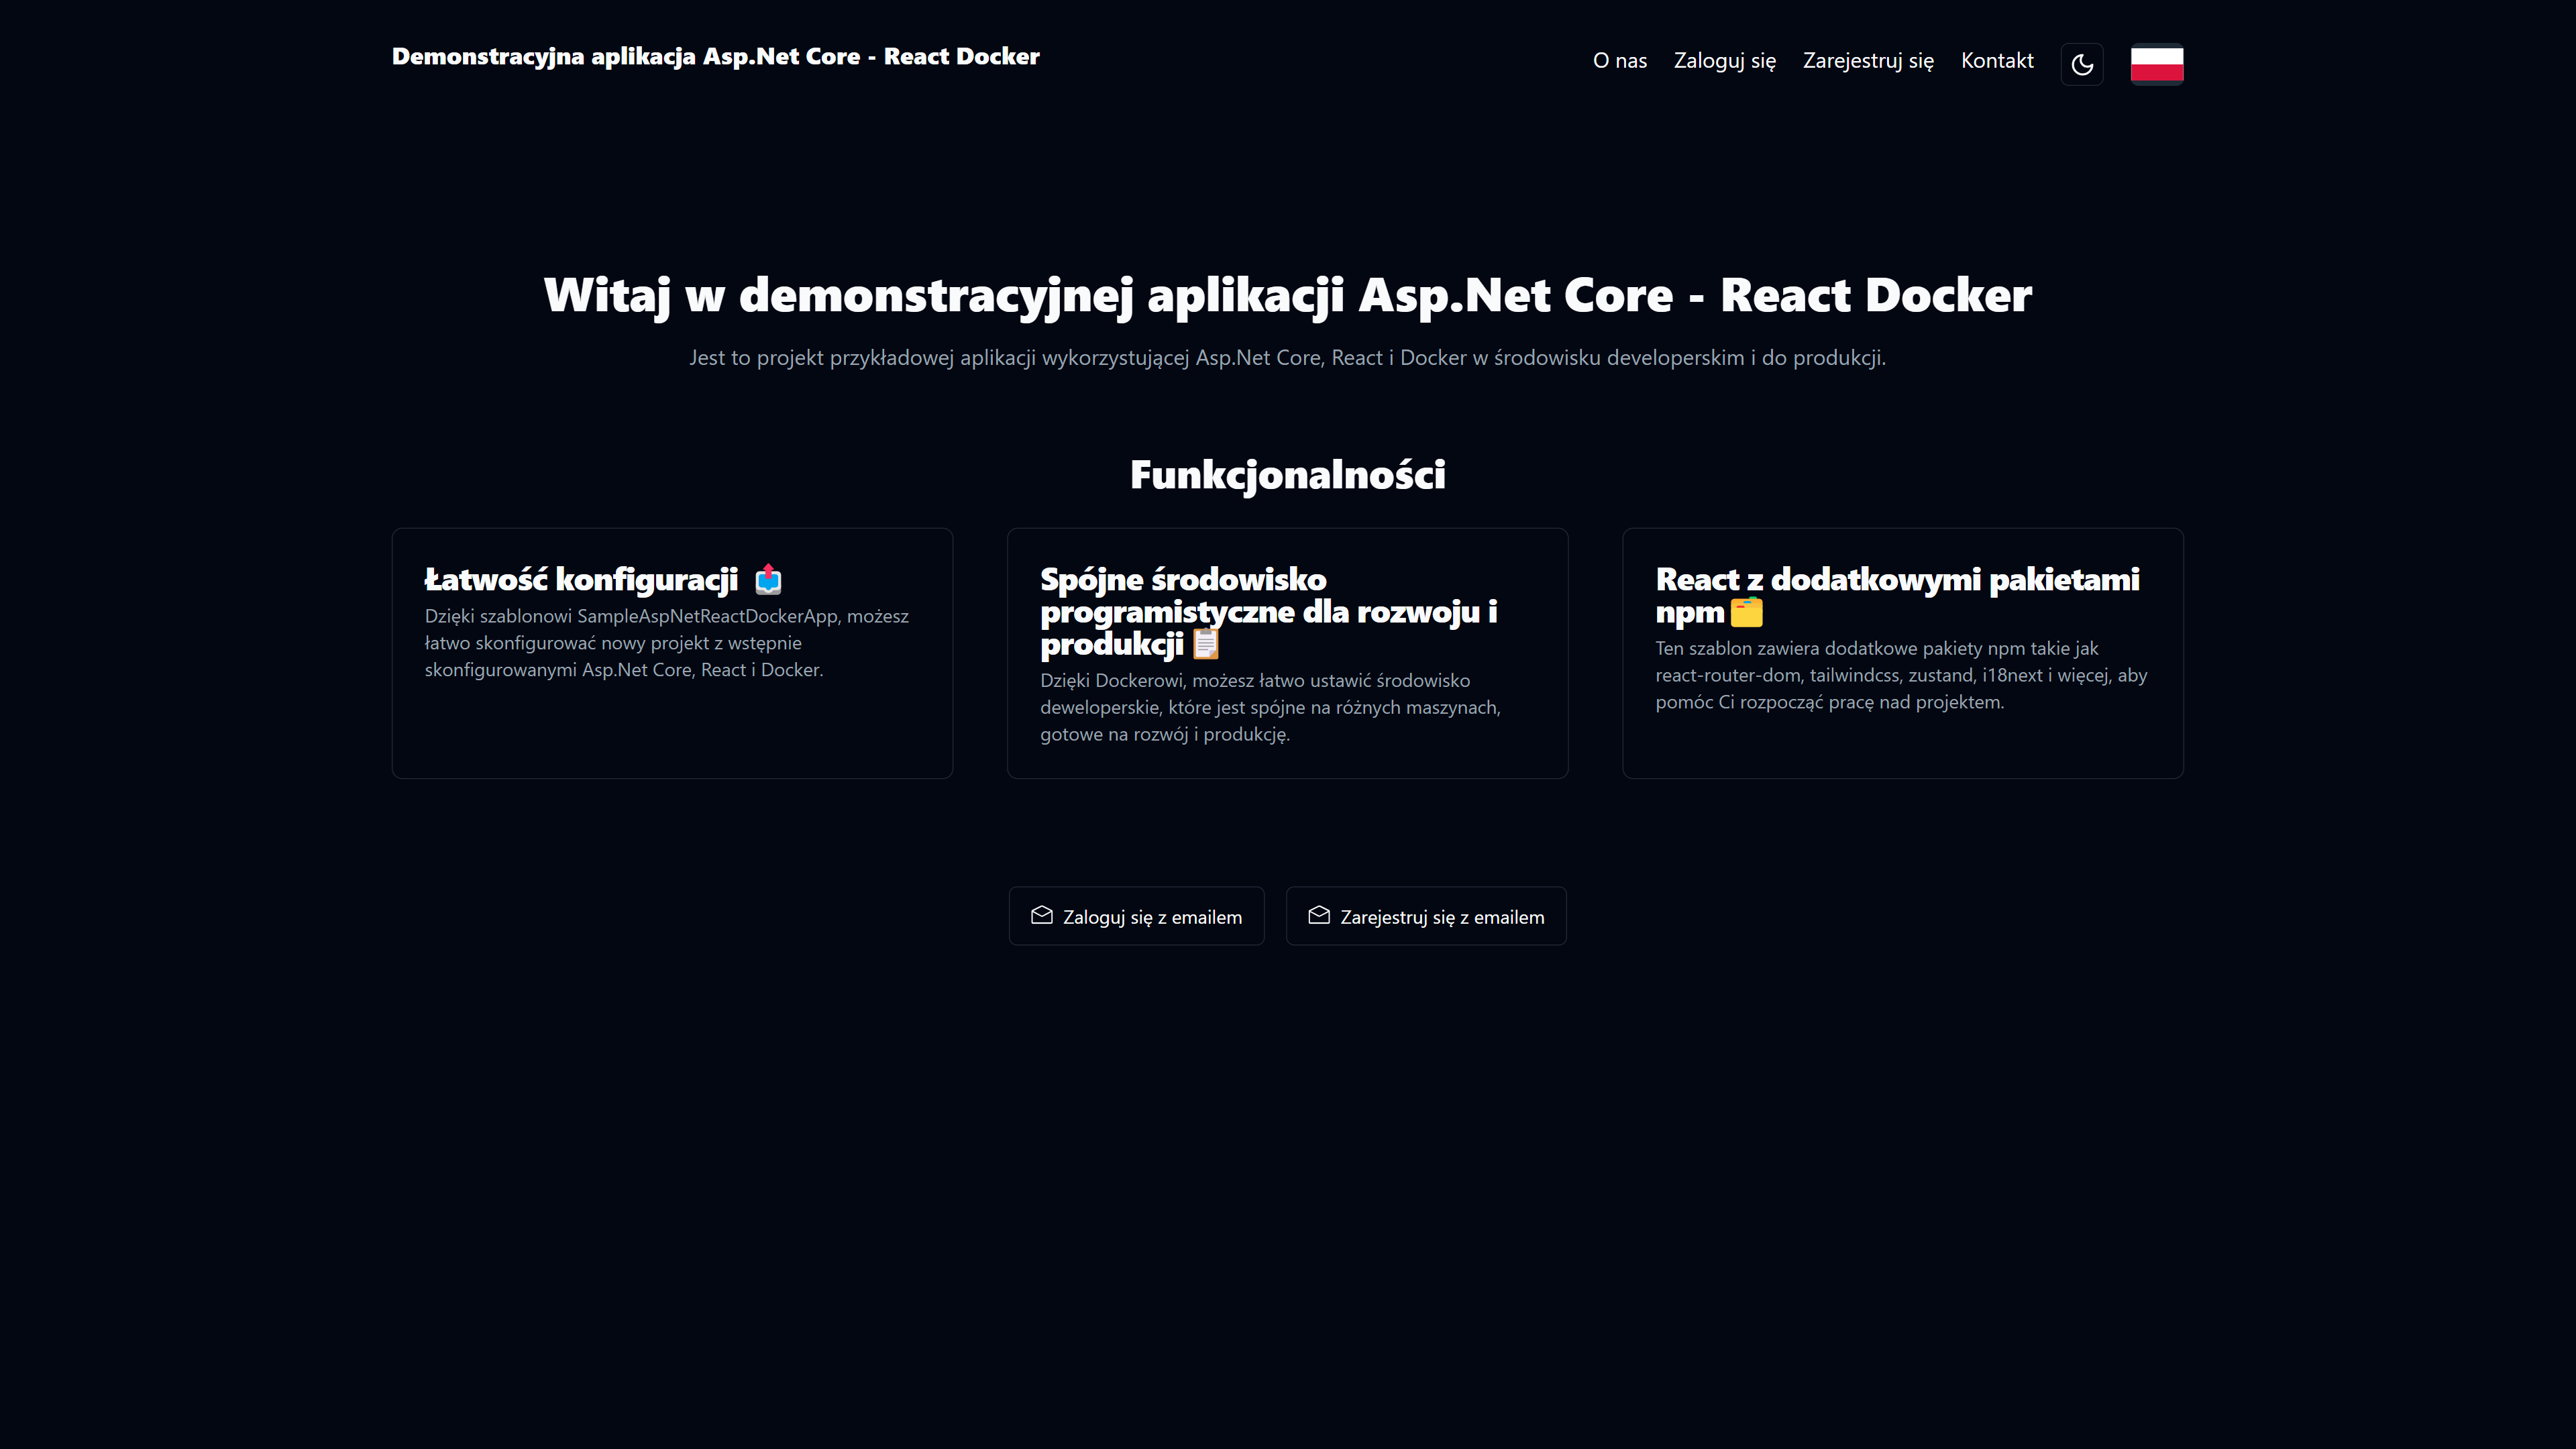 Demonstracyjna aplikacja Asp.Net Core - React Docker
O nas
Zaloguj się
Zarejestruj się
Kontakt
Witaj w demonstracyjnej aplikacji Asp.Net Core - React Docker
Jest to projekt przykładowej aplikacji wykorzystującej Asp.Net Core, React i Docker w środowisku developerskim i do produkcji.
Funkcjonalności
Łatwość konfiguracji 📤
Dzięki szablonowi SampleAspNetReactDockerApp, możesz
łatwo skonfigurować nowy projekt z wstępnie
skonfigurowanymi Asp.Net Core, React i Docker.
Spójne środowisko
programistyczne dla rozwoju i
produkcji 📋
Dzięki Dockerowi, możesz łatwo ustawić środowisko
deweloperskie, które jest spójne na różnych maszynach,
gotowe na rozwój i produkcję.
React z dodatkowymi pakietami
npm 🗂️
Ten szablon zawiera dodatkowe pakiety npm takie jak
react-router-dom, tailwindcss, zustand, i18next i więcej, aby
pomóc Ci rozpocząć pracę nad projektem.
Zaloguj się z emailem
Zarejestruj się z emailem